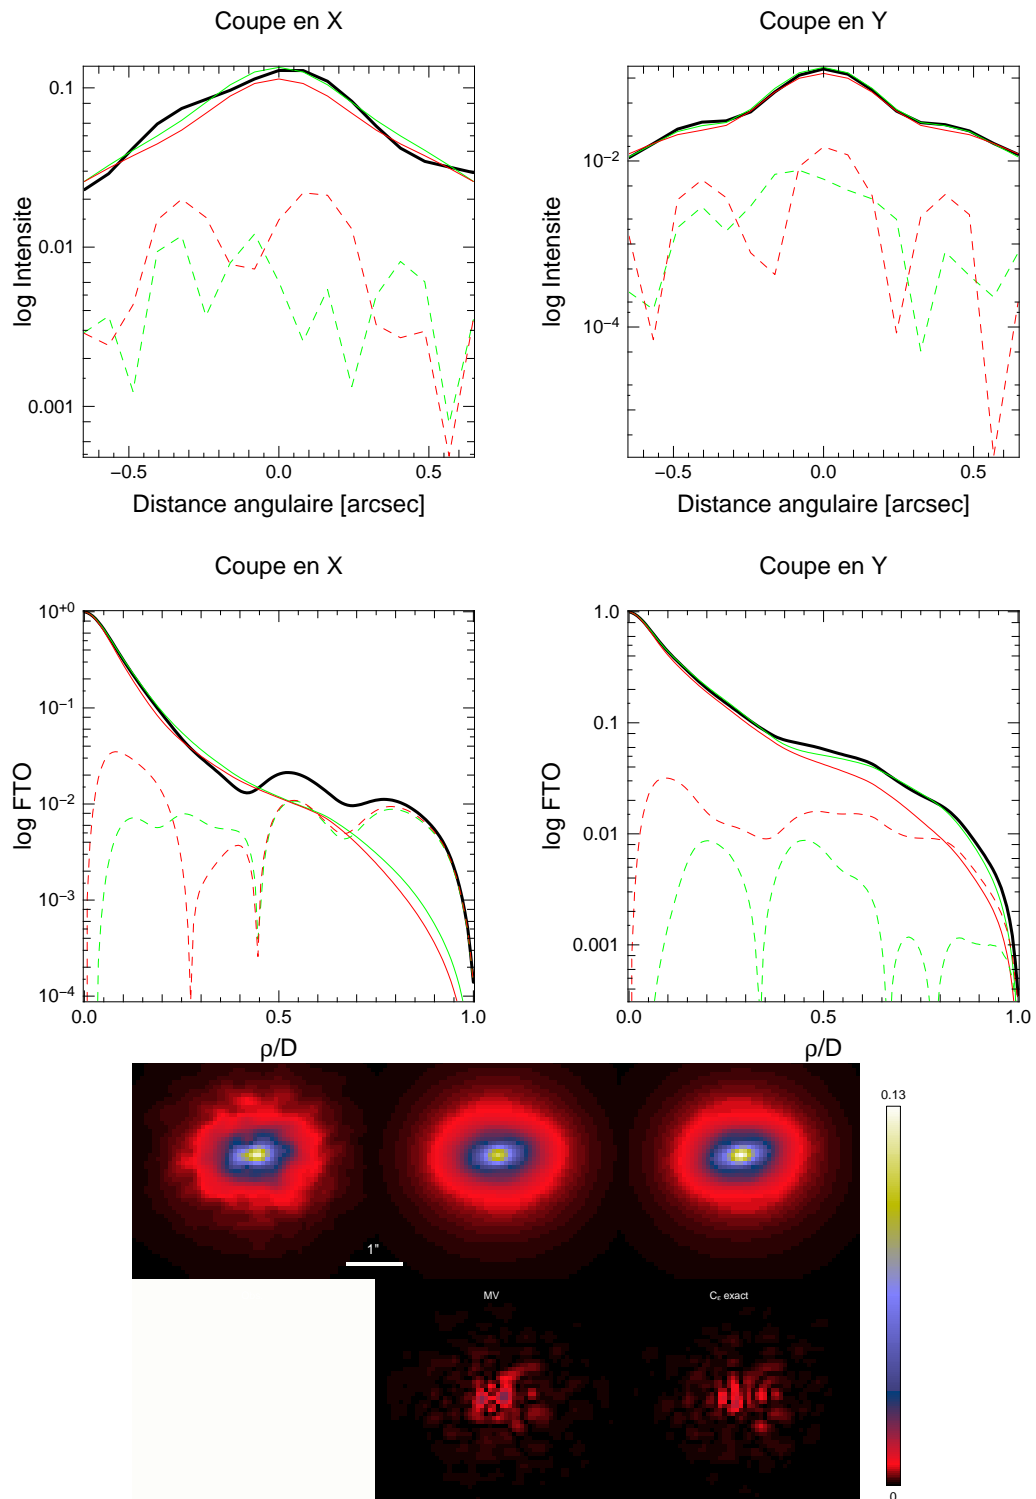 Coupe en X
Coupe en Y
log Intensite
0.1
0.01
0.001
−0.5
0.0
0.5
Distance angulaire [arcsec]
log Intensite
10−2
10−4
−0.5
0.0
0.5
Distance angulaire [arcsec]
Coupe en X
Coupe en Y
log FTO
10+0
10−1
10−2
10−3
10−4
0.0
0.5
1.0
ρ/D
log FTO
1.0
0.1
0.01
0.001
0.0
0.5
1.0
ρ/D
0.13
1"
MV
Cε exact
0